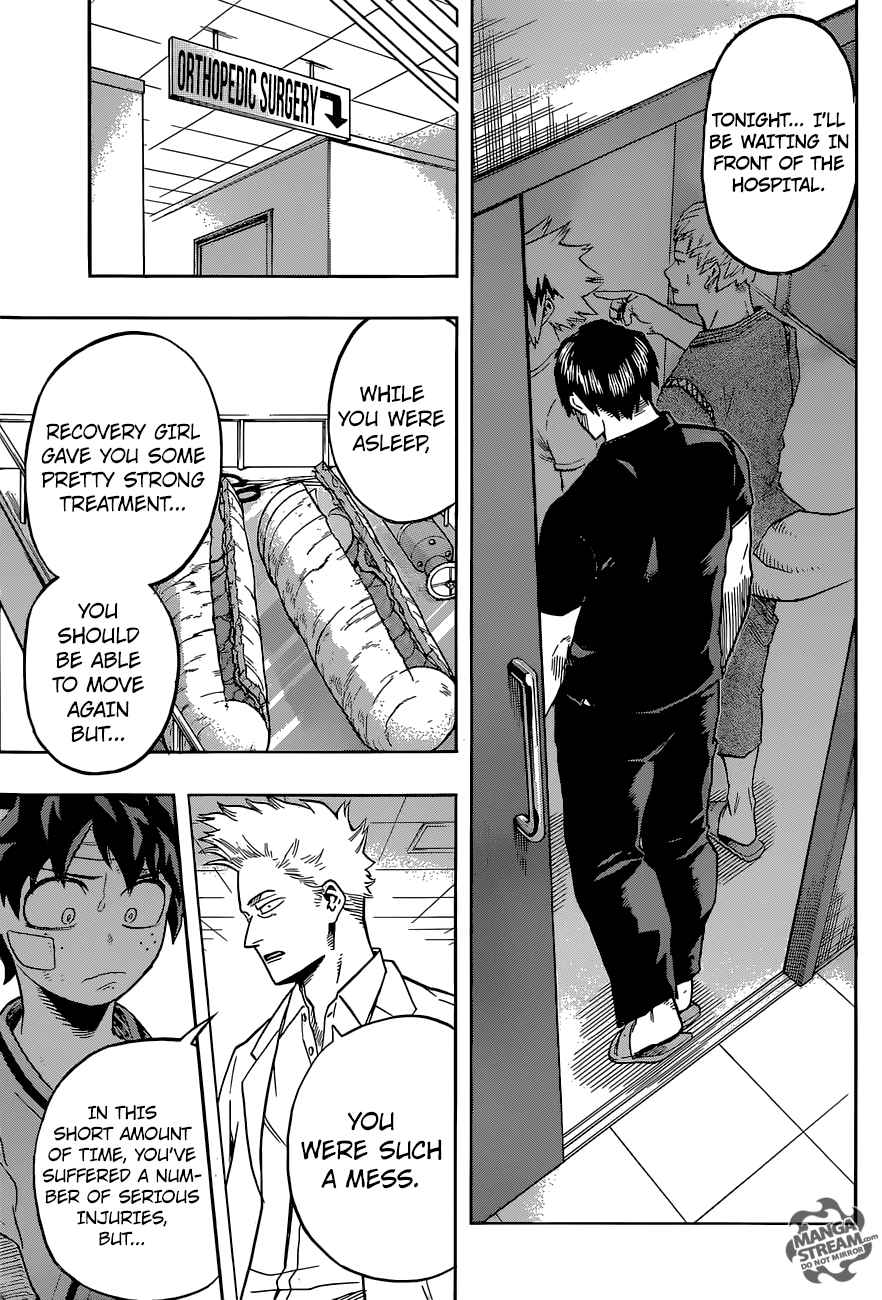 TONIGHT... I'LL
BE WAITING IN
FRONT OF THE
HOSPITAL.
ORTHOPEDIC SURGERY
WHILE
YOU WERE
ASLEEP,
RECOVERY GIRL
GAVE YOU SOME
PRETTY STRONG
TREATMENT...
YOU
SHOULD
BE ABLE
TO MOVE
AGAIN
BUT...
YOU
WERE SUCH
A MESS.
IN THIS
SHORT AMOUNT
OF TIME, YOU'VE
SUFFERED A NUM-
BER OF SERIOUS
INJURIES,
BUT...
MANGA
STREAM.com
DO NOT MIRROR